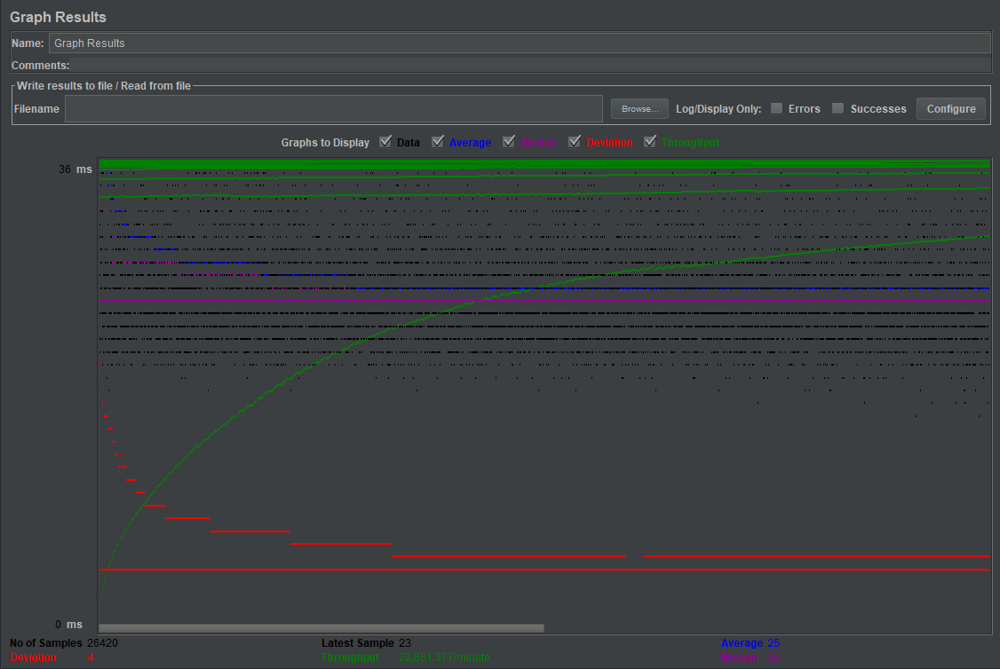 Graph Results
Name: Graph Results
Comments:
Write results to file / Read from file
Filename Browse... Log/Display Only: Errors Successes Configure
Graphs to Display Data Average Median Deviation Throughput
36 ms
0 ms
No of Samples 26420 Latest Sample 23 Average 25
Deviation 4 Throughput 22,851.377/minute Median